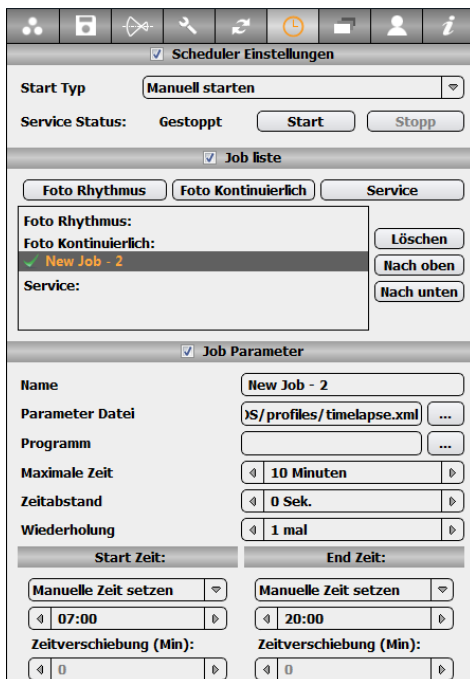 Scheduler Einstellungen
Start Typ Manuell starten
Service Status: Gestoppt Start Stopp
Job liste
Foto Rhythmus Foto Kontinuierlich Service
Foto Rhythmus:
Foto Kontinuierlich:
New Job - 2
Service:
Löschen
Nach oben
Nach unten
Job Parameter
Name New Job - 2
Parameter Datei S/profiles/timelapse.xml ...
Programm ...
Maximale Zeit 10 Minuten
Zeitabstand 0 Sek.
Wiederholung 1 mal
Start Zeit: End Zeit:
Manuelle Zeit setzen Manuelle Zeit setzen
07:00 20:00
Zeitverschiebung (Min): Zeitverschiebung (Min):
0 0